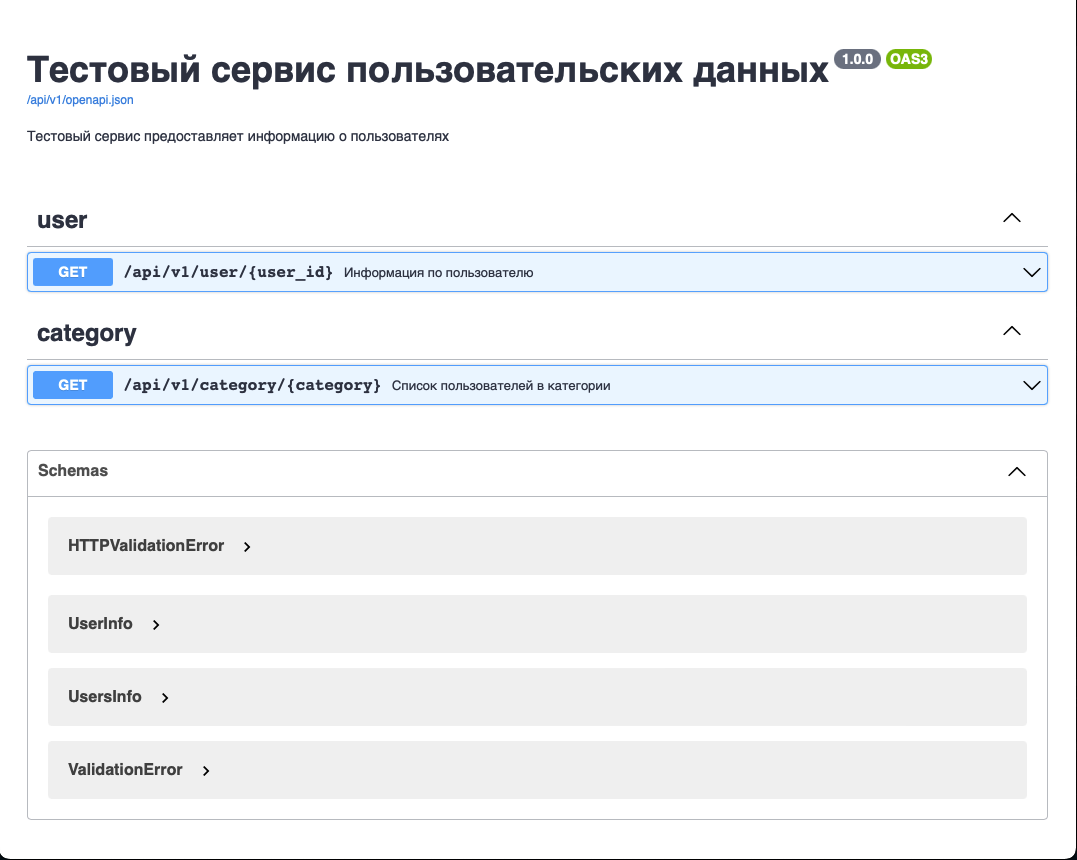 Тестовый сервис пользовательских данных 1.0.0 OAS3
/api/v1/openapi.json
Тестовый сервис предоставляет информацию о пользователях
user
GET /api/v1/user/{user_id} Информация по пользователю
category
GET /api/v1/category/{category} Список пользователей в категории
Schemas
HTTPValidationError
UserInfo
UsersInfo
ValidationError